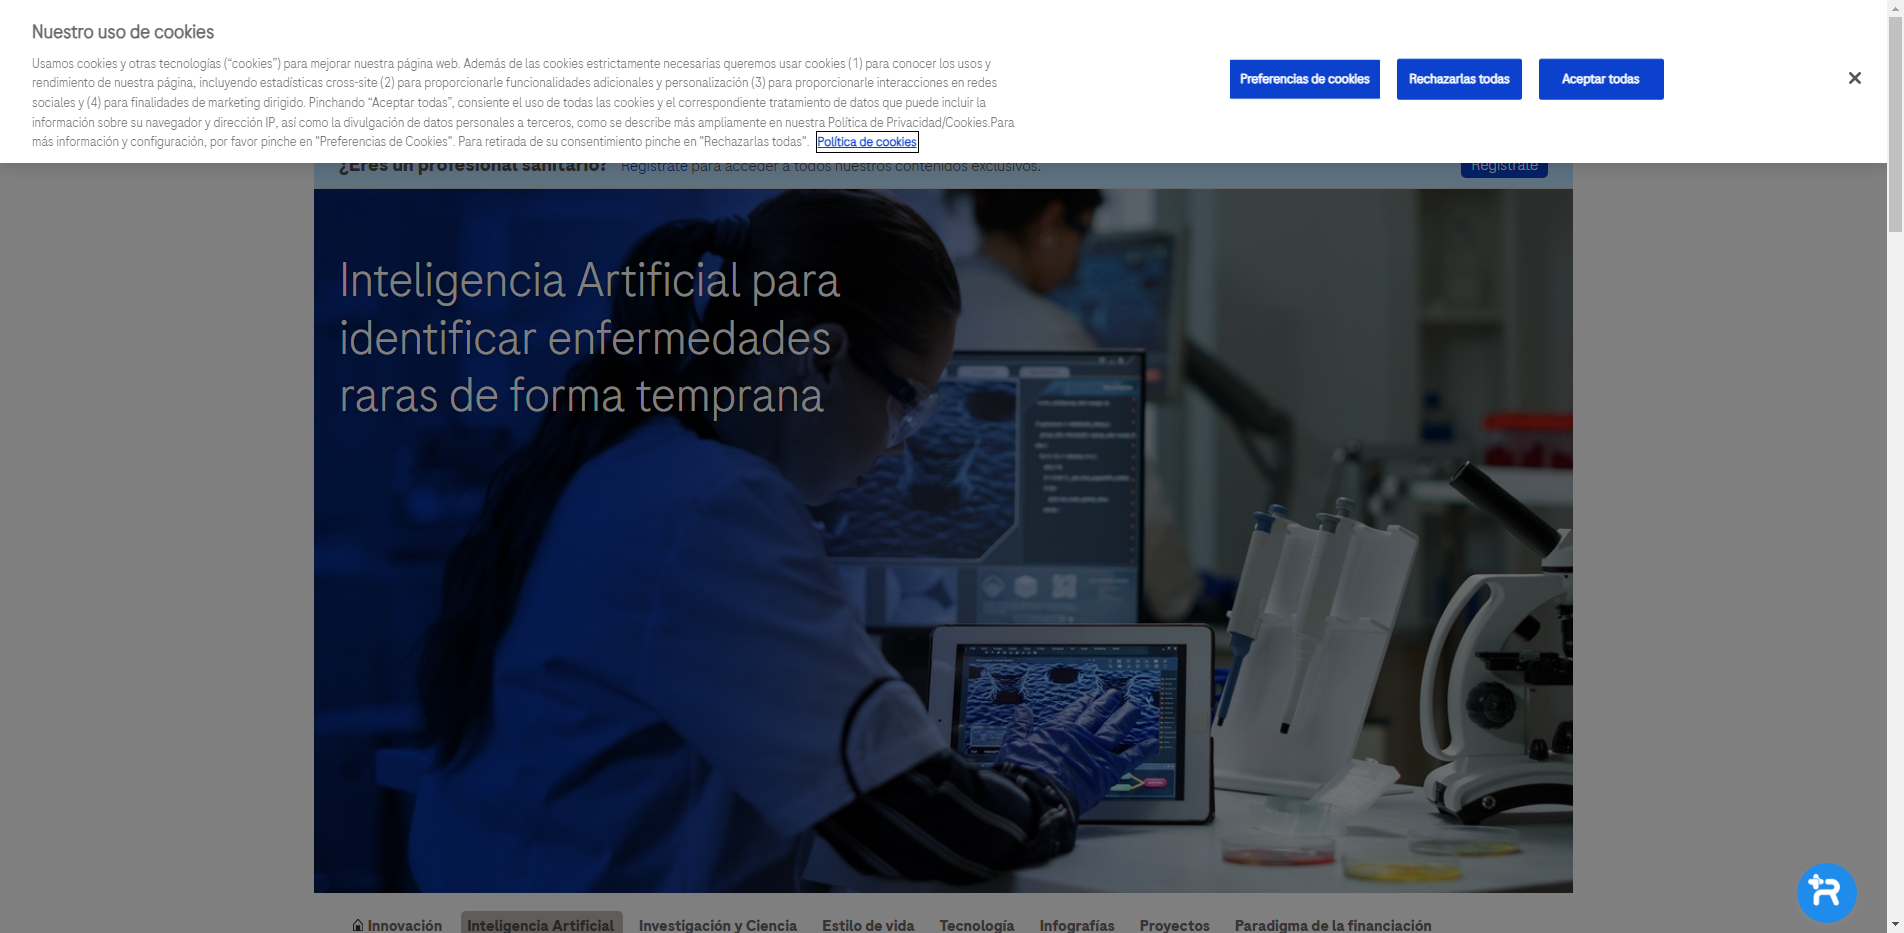 Nuestro uso de cookies
Usamos cookies y otras tecnologías (“cookies”) para mejorar nuestra página web. Además de las cookies estrictamente necesarias queremos usar cookies (1) para conocer los usos y
rendimiento de nuestra página, incluyendo estadísticas cross-site (2) para proporcionarle funcionalidades adicionales y personalización (3) para proporcionarle interacciones en redes
sociales y (4) para finalidades de marketing dirigido. Pinchando “Aceptar todas”, consiente el uso de todas las cookies y el correspondiente tratamiento de datos que puede incluir la
información sobre su navegador y dirección IP, así como la divulgación de datos personales a terceros, como se describe más ampliamente en nuestra Política de Privacidad/Cookies.Para
más información y configuración, por favor pinche en "Preferencias de Cookies". Para retirada de su consentimiento pinche en "Rechazarlas todas". Política de cookies
Preferencias de cookies
Rechazarlas todas
Aceptar todas
¿Eres un profesional sanitario? Regístrate para acceder a todos nuestros contenidos exclusivos.
Regístrate
Inteligencia Artificial para
identificar enfermedades
raras de forma temprana
Innovación Inteligencia Artificial Investigación y Ciencia Estilo de vida Tecnología Infografías Proyectos Paradigma de la financiación